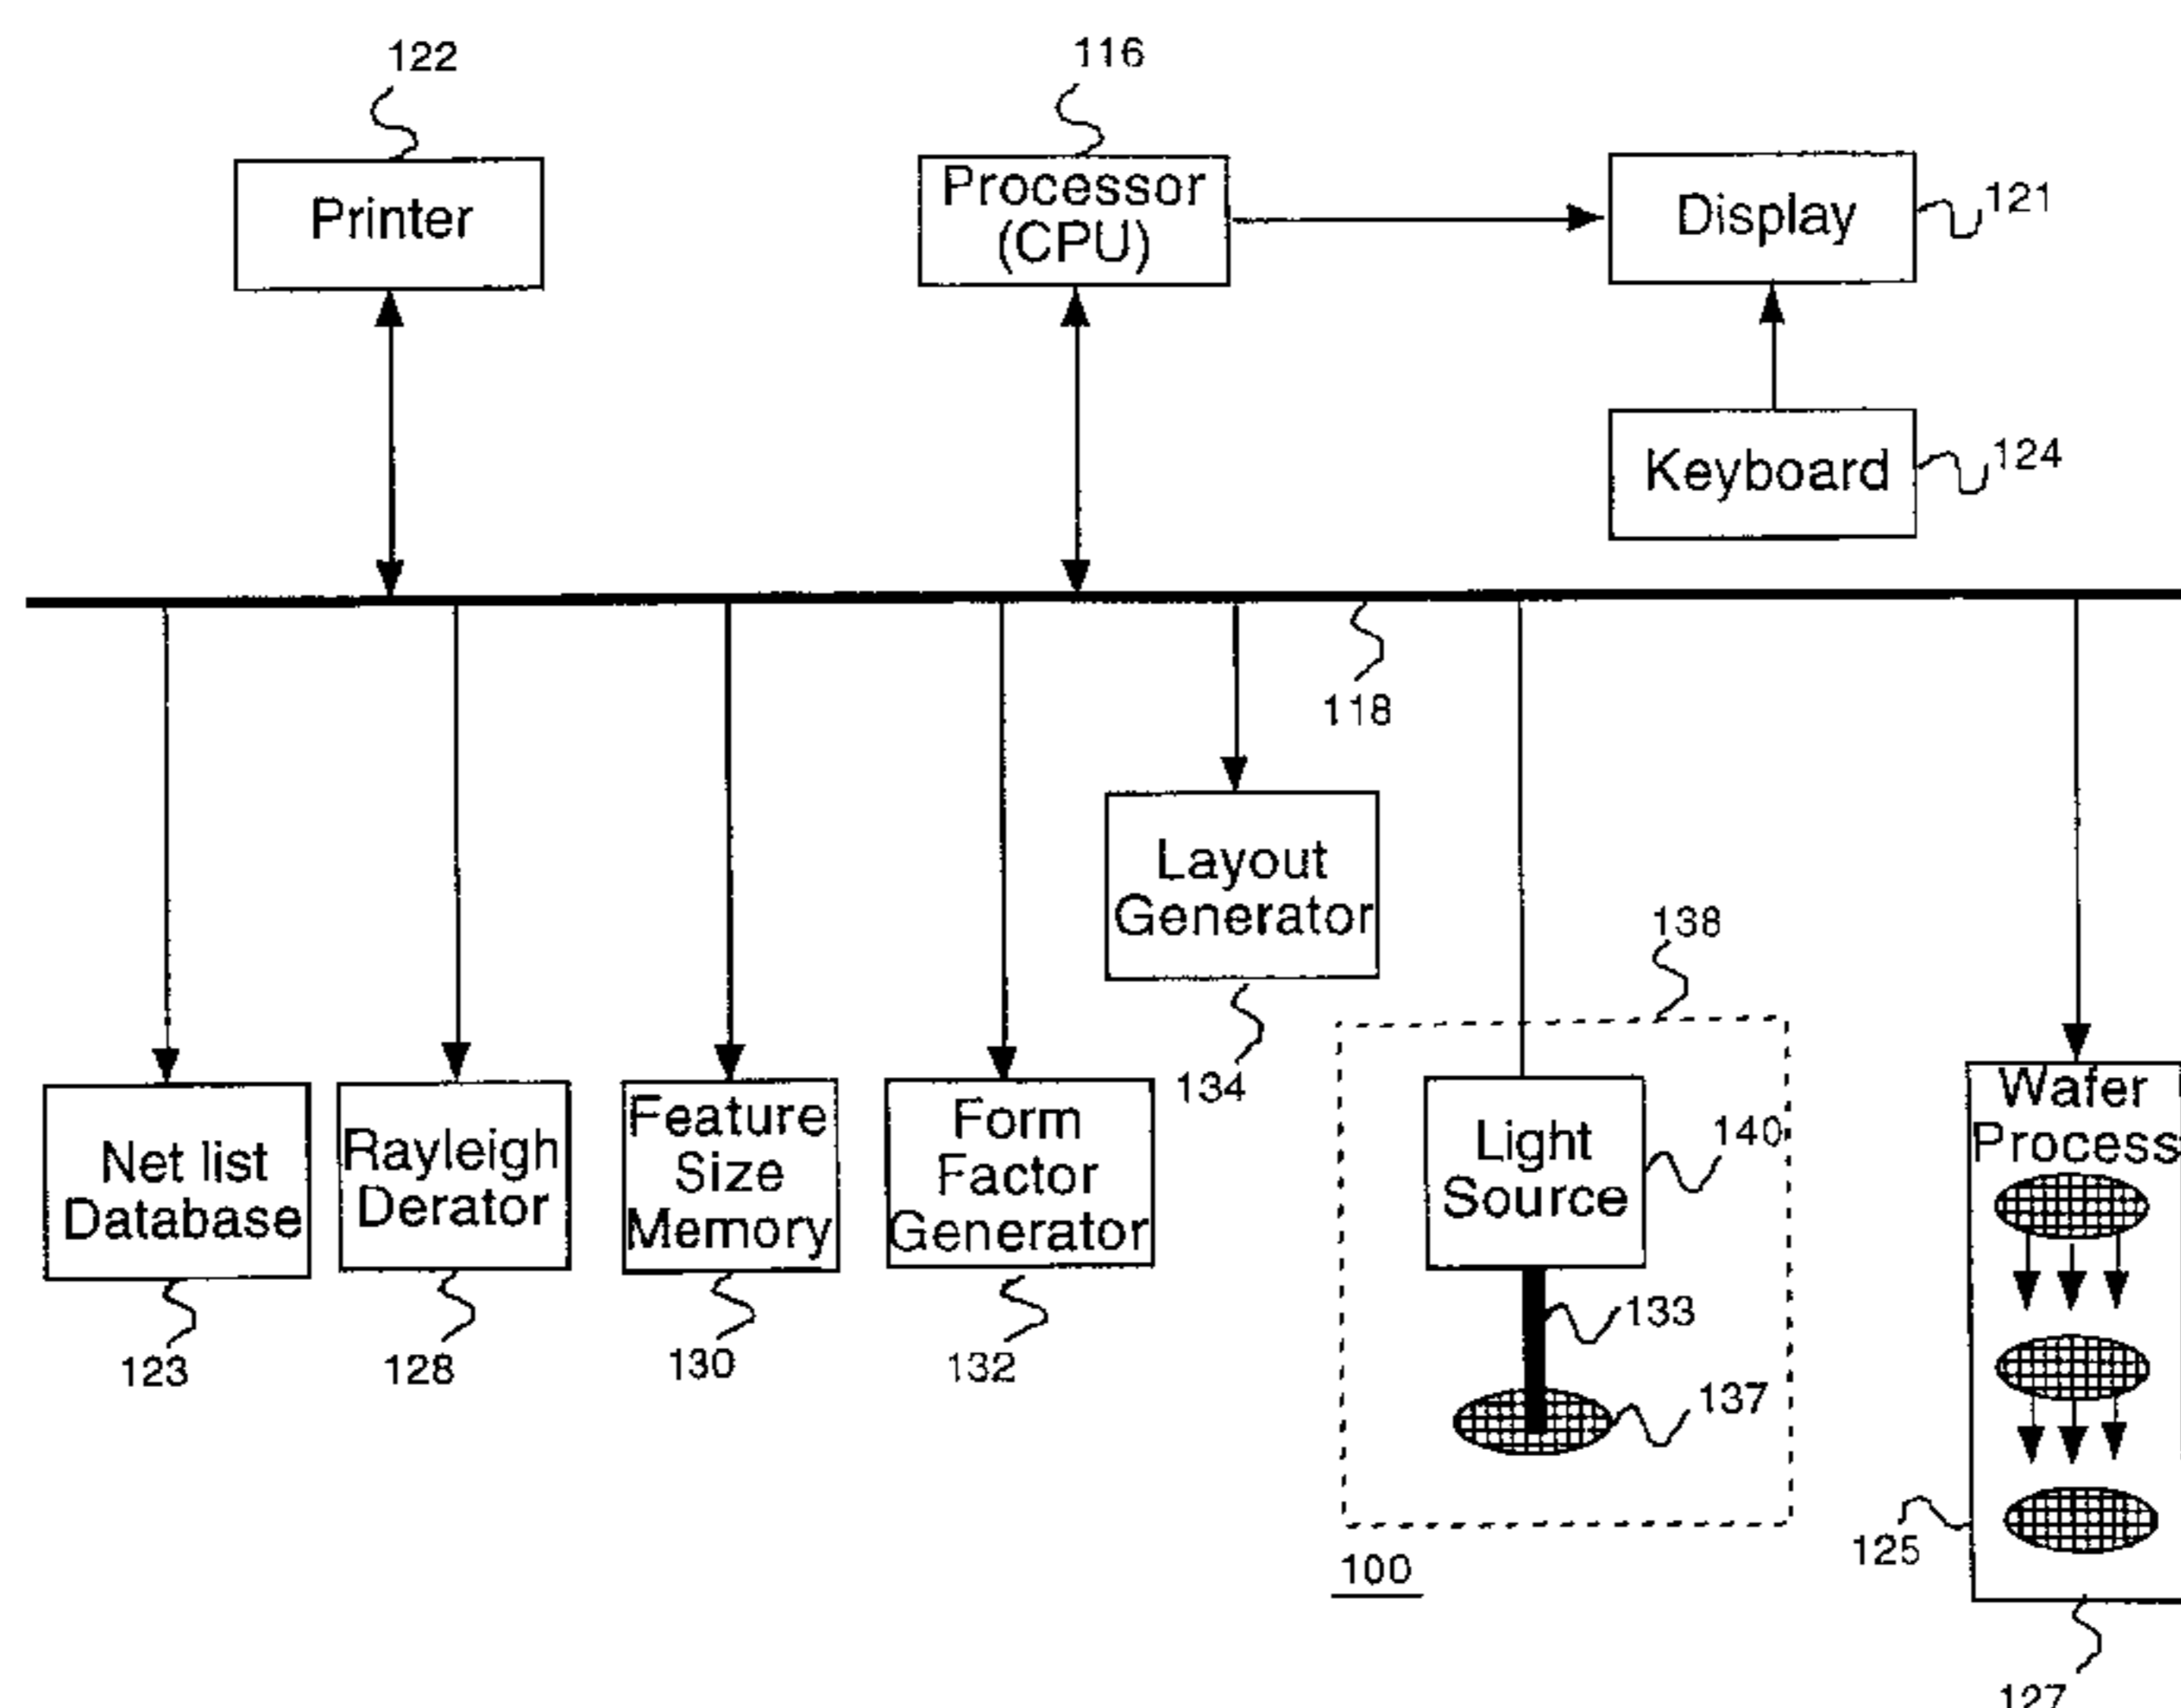 122
116
Printer
Processor
(CPU)
Display
121
Keyboard
124
118
Layout
Generator
134
138
Net list
Database
123
Rayleigh
Derator
128
Feature
Size
Memory
130
Form
Factor
Generator
132
Light
Source
140
133
137
100
Wafer
Process
125
127